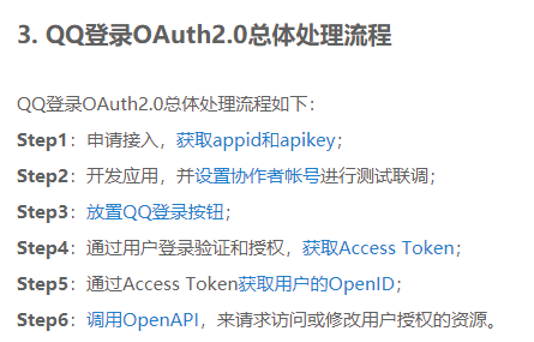 3. QQ登录OAuth2.0总体处理流程
QQ登录OAuth2.0总体处理流程如下：
Step1：申请接入，获取appid和apikey；
Step2：开发应用，并设置协作者帐号进行测试联调；
Step3：放置QQ登录按钮；
Step4：通过用户登录验证和授权，获取Access Token；
Step5：通过Access Token获取用户的OpenID；
Step6：调用OpenAPI，来请求访问或修改用户授权的资源。